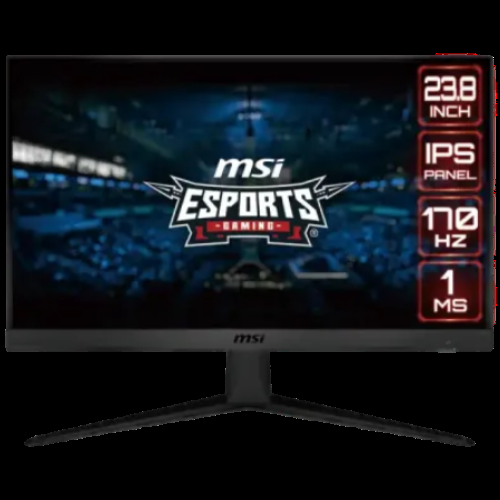 23.8
INCH
IPS
PANEL
170
HZ
1
MS
msi
ESPORTS
GAMING
®
msi